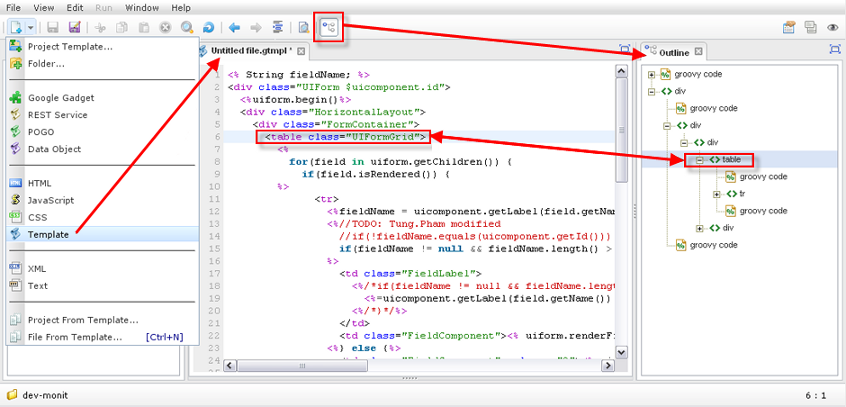 File View Edit Run Window Help
Project Template...
Folder...
Google Gadget
REST Service
POGO
Data Object
HTML
JavaScript
CSS
Template
XML
Text
Project From Template...
File From Template... [Ctrl+N]
Untitled file.gtmpl *
1 <% String fieldName; %>
2 <div class="UIForm $uicomponent.id">
3 <%uiform.begin()%>
4 <div class="HorizontalLayout">
5 <div class="FormContainer">
6 <table class="UIFormGrid">
7 <%
8 for(field in uiform.getChildren()) {
9 if(field.isRendered()) {
10 %>
11 <tr>
12 <%fieldName = uicomponent.getLabel(field.getName
13 <%//TODO: Tung.Pham modified
14 //if(!fieldName.equals(uicomponent.getId()))
15 if(fieldName != null && fieldName.length() >
16 %>
17 <td class="FieldLabel">
18 <%/*if(fieldName != null && fieldName.length
19 <%=uicomponent.getLabel(field.getName())
20 <%/*)*/%>
21 </td>
22 <td class="FieldComponent"><% uiform.renderFi
23 <%} else {%>
24
Outline
groovy code
div
groovy code
div
div
table
groovy code
tr
groovy code
div
groovy code
dev-monit
6 : 1